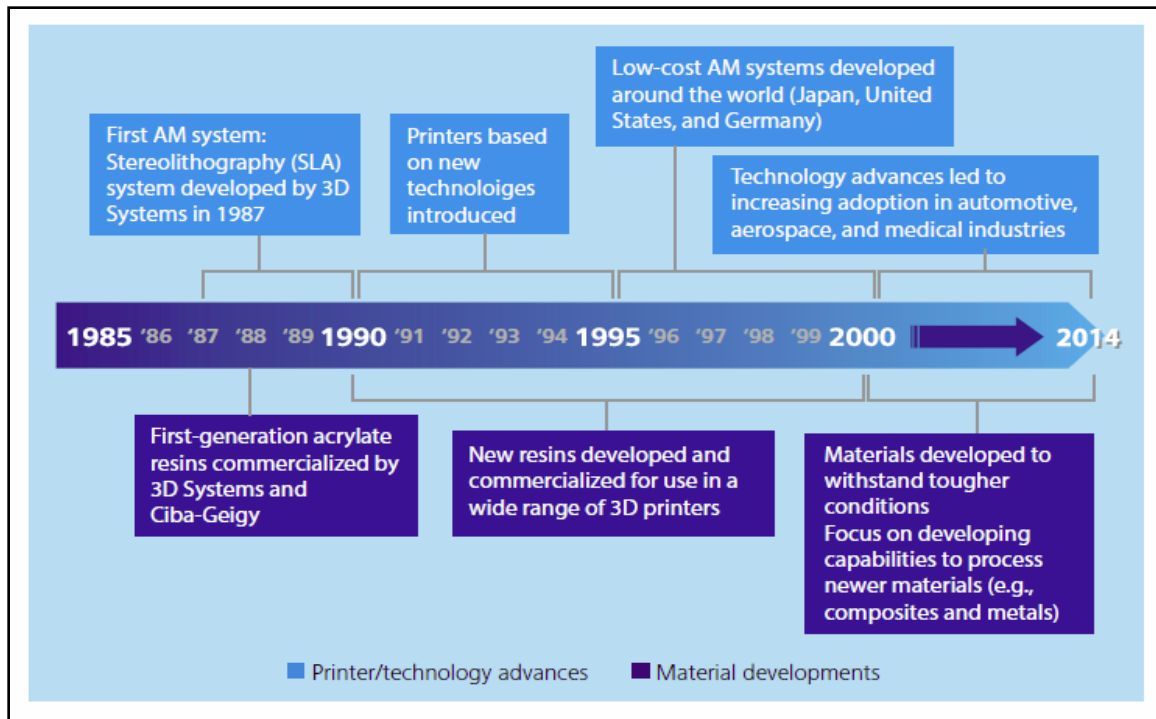 Low-cost AM systems developed
around the world (Japan, United
States, and Germany)
First AM system:
Stereolithography (SLA)
system developed by 3D
Systems in 1987
Printers based
on new
technoloiges
introduced
Technology advances led to
increasing adoption in automotive,
aerospace, and medical industries
1985 ’86 ’87 ’88 ’89 1990 ’91 ’92 ’93 ’94 1995 ’96 ’97 ’98 ’99 2000 2014
First-generation acrylate
resins commercialized by
3D Systems and
Ciba-Geigy
New resins developed and
commercialized for use in a
wide range of 3D printers
Materials developed to
withstand tougher
conditions
Focus on developing
capabilities to process
newer materials (e.g.,
composites and metals)
Printer/technology advances Material developments